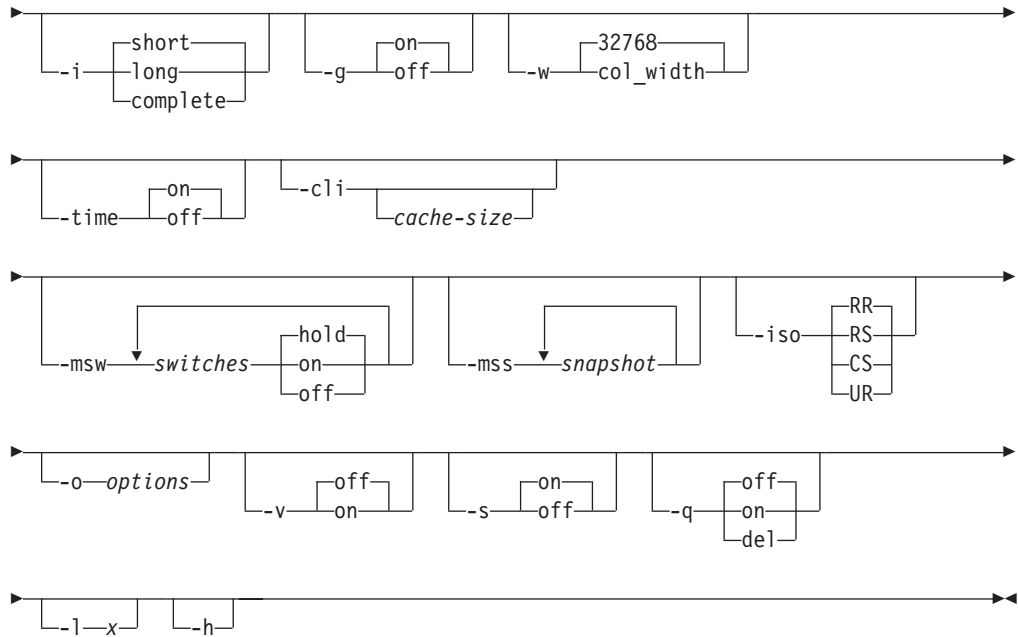 short
-i long
complete
on
-g off
32768
-w col_width
on
-time off
-cli
cache-size
hold
-msw switches on
off
-mss snapshot
RR
-iso RS
CS
UR
-o options
off
-v on
on
-s off
off
-q on
del
-l x -h